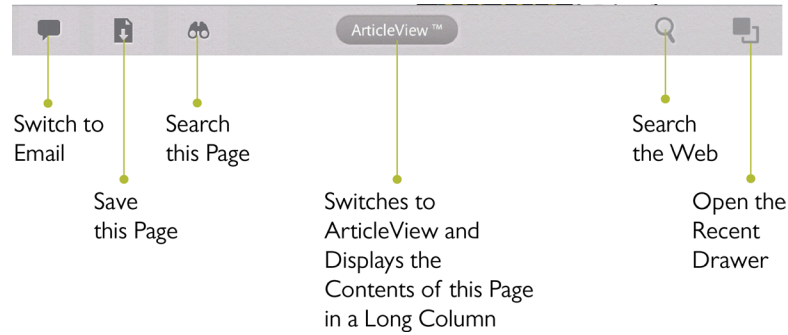 ArticleView ™
Switch to
Email
Search
this Page
Search
the Web
Save
this Page
Switches to
ArticleView and
Displays the
Contents of this Page
in a Long Column
Open the
Recent
Drawer